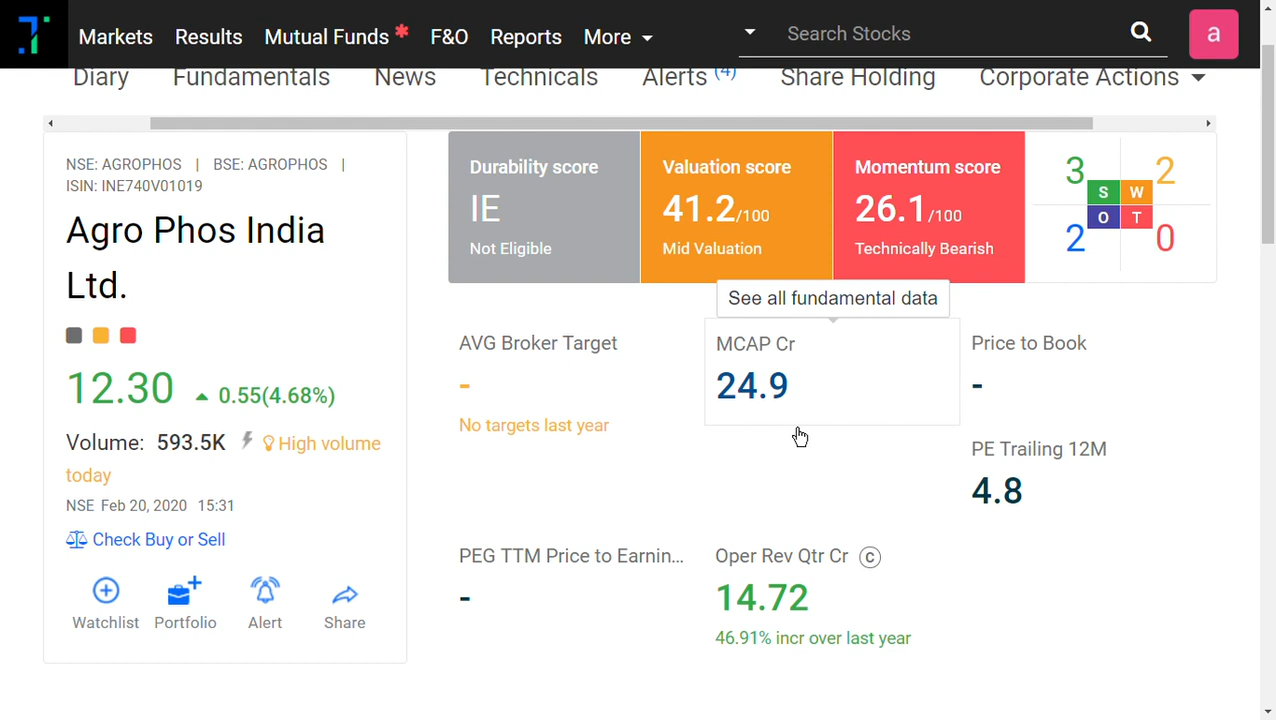 Markets Results Mutual Funds * F&O Reports More Search Stocks a
Diary Fundamentals News Technicals Alerts (4) Share Holding Corporate Actions
NSE: AGROPHOS | BSE: AGROPHOS |
ISIN: INE740V01019
Agro Phos India
Ltd.
12.30 0.55(4.68%)
Volume: 593.5K High volume
today
NSE Feb 20, 2020 15:31
Check Buy or Sell
Watchlist Portfolio Alert Share
Durability score
IE
Not Eligible
Valuation score
41.2/100
Mid Valuation
Momentum score
26.1/100
Technically Bearish
3 2
S W
O T
2 0
See all fundamental data
AVG Broker Target
-
No targets last year
MCAP Cr
24.9
Price to Book
-
PE Trailing 12M
4.8
PEG TTM Price to Earnin...
-
Oper Rev Qtr Cr C
14.72
46.91% incr over last year